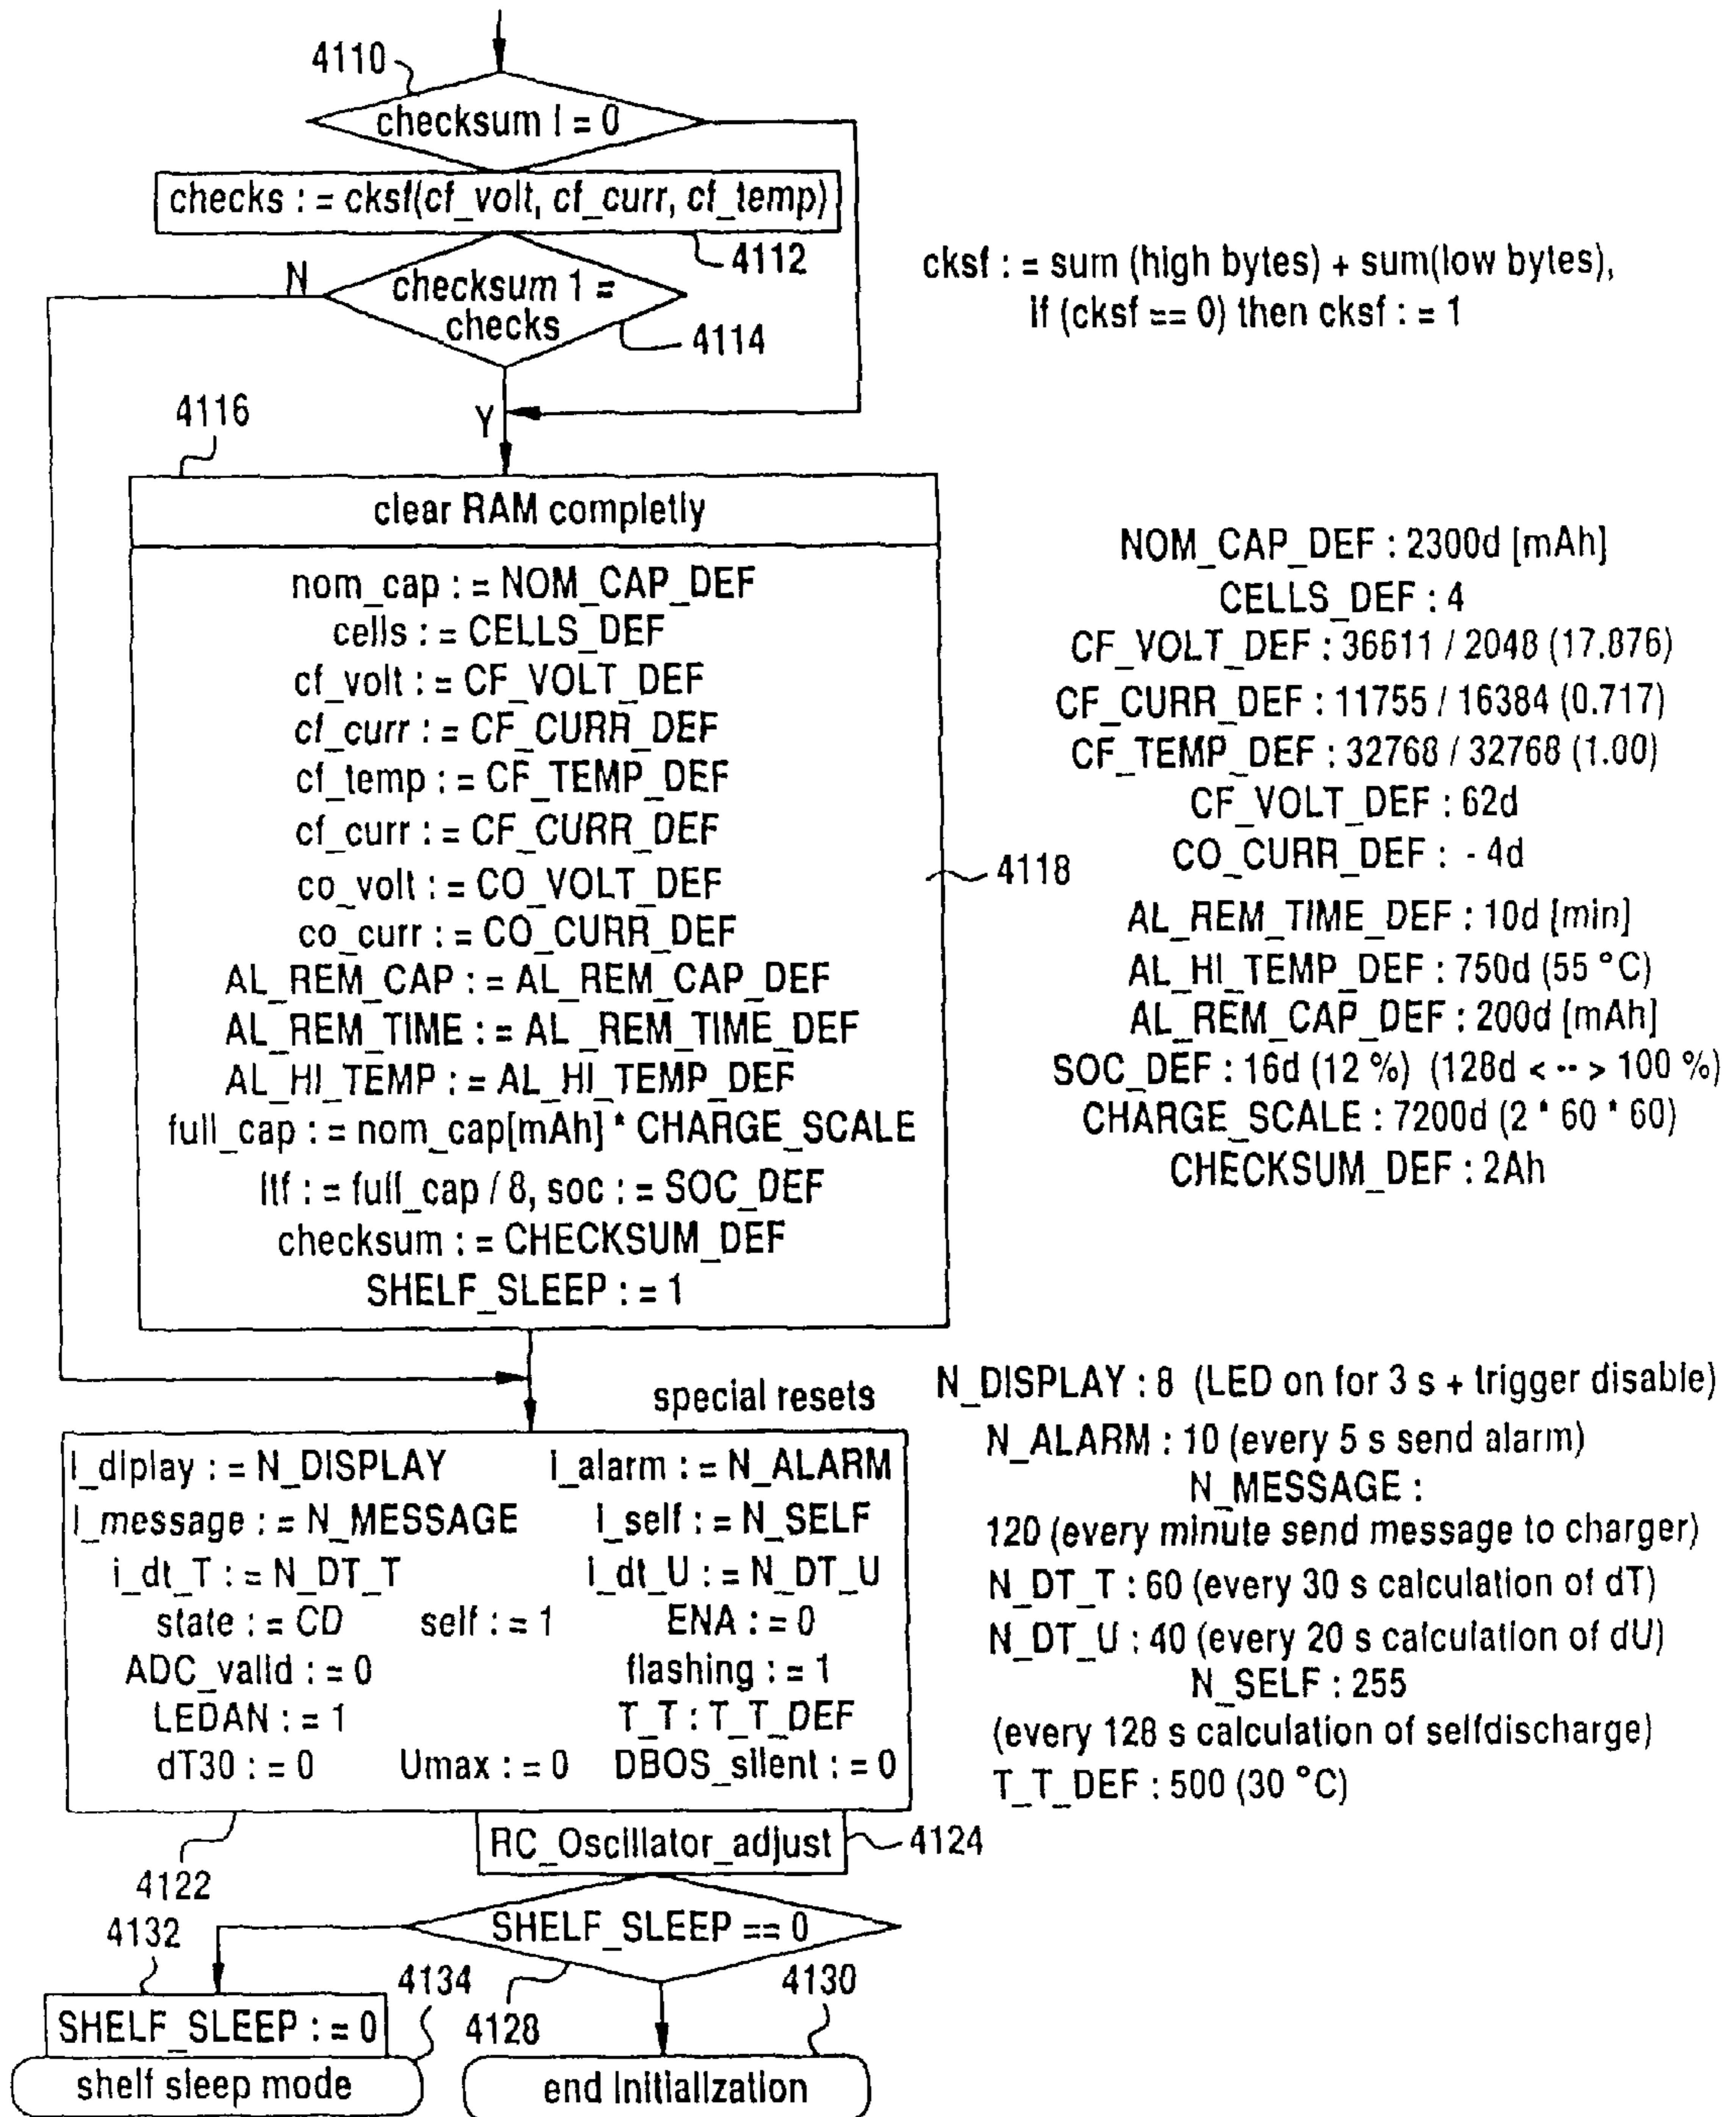 4110
checksum ! = 0
checks : = cksf(cf_volt, cf_curr, cf_temp)
4112
N
checksum 1 =
checks
4114
cksf : = sum (high bytes) + sum(low bytes),
if (cksf == 0) then cksf : = 1
Y
4116
clear RAM completly
nom_cap : = NOM_CAP_DEF
cells : = CELLS_DEF
cf_volt : = CF_VOLT_DEF
cf_curr : = CF_CURR_DEF
cf_temp : = CF_TEMP_DEF
cf_curr : = CF_CURR_DEF
co_volt : = CO_VOLT_DEF
co_curr : = CO_CURR_DEF
AL_REM_CAP : = AL_REM_CAP_DEF
AL_REM_TIME : = AL_REM_TIME_DEF
AL_HI_TEMP : = AL_HI_TEMP_DEF
full_cap : = nom_cap[mAh] * CHARGE_SCALE
itf : = full_cap / 8, soc : = SOC_DEF
checksum : = CHECKSUM_DEF
SHELF_SLEEP : = 1
4118
NOM_CAP_DEF : 2300d [mAh]
CELLS_DEF : 4
CF_VOLT_DEF : 36611 / 2048 (17.876)
CF_CURR_DEF : 11755 / 16384 (0.717)
CF_TEMP_DEF : 32768 / 32768 (1.00)
CF_VOLT_DEF : 62d
CO_CURR_DEF : - 4d
AL_REM_TIME_DEF : 10d [min]
AL_HI_TEMP_DEF : 750d (55 °C)
AL_REM_CAP_DEF : 200d [mAh]
SOC_DEF : 16d (12 %) (128d < -- > 100 %)
CHARGE_SCALE : 7200d (2 * 60 * 60)
CHECKSUM_DEF : 2Ah
special resets
i_diplay : = N_DISPLAY i_alarm : = N_ALARM
i_message : = N_MESSAGE i_self : = N_SELF
i_dt_T : = N_DT_T i_dt_U : = N_DT_U
state : = CD self : = 1 ENA : = 0
ADC_valid : = 0 flashing : = 1
LEDAN : = 1 T_T : T_T_DEF
dT30 : = 0 Umax : = 0 DBOS_silent : = 0
N_DISPLAY : 8 (LED on for 3 s + trigger disable)
N_ALARM : 10 (every 5 s send alarm)
N_MESSAGE :
120 (every minute send message to charger)
N_DT_T : 60 (every 30 s calculation of dT)
N_DT_U : 40 (every 20 s calculation of dU)
N_SELF : 255
(every 128 s calculation of selfdischarge)
T_T_DEF : 500 (30 °C)
4122
RC_Oscillator_adjust
4124
SHELF_SLEEP == 0
4128
4132
SHELF_SLEEP : = 0
4134
shelf sleep mode
4130
end initialization